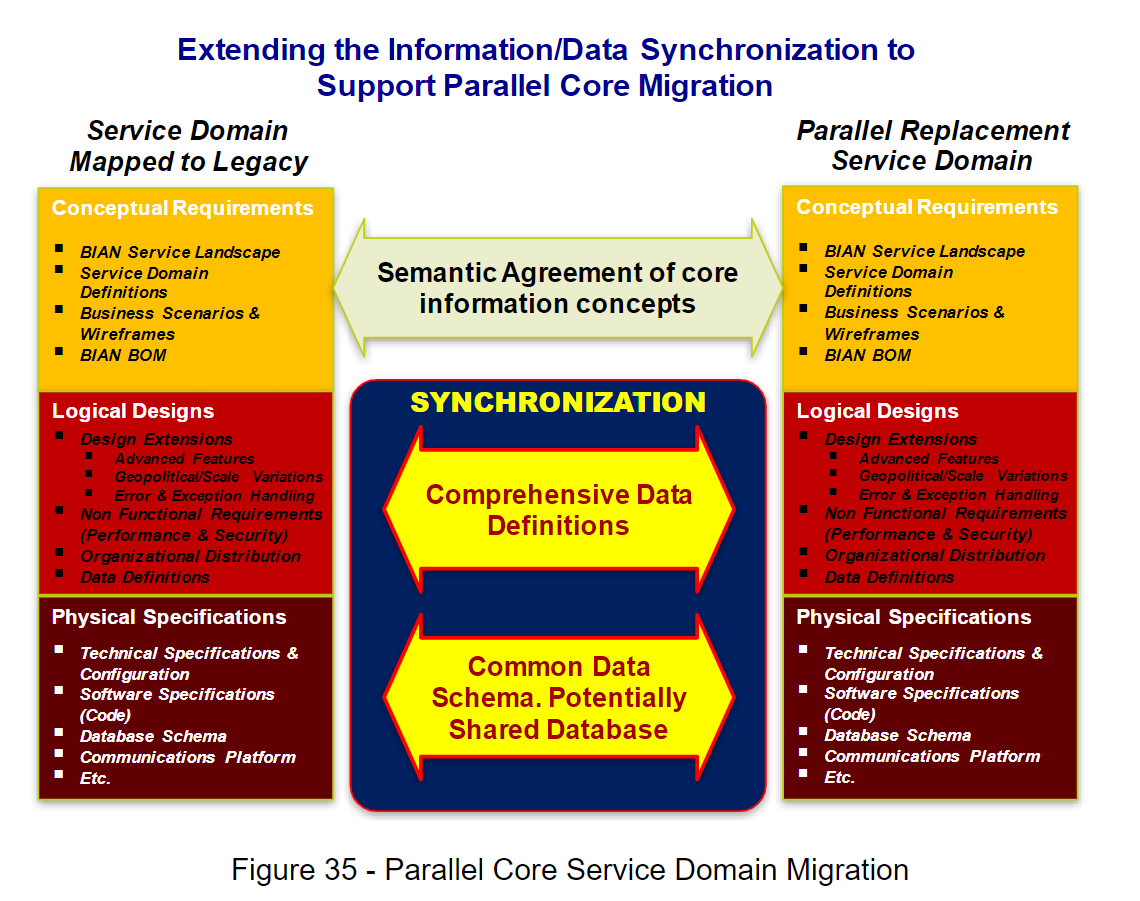 Extending the Information/Data Synchronization to
Support Parallel Core Migration
Service Domain
Mapped to Legacy
Conceptual Requirements
BIAN Service Landscape
Service Domain
Definitions
Business Scenarios &
Wireframes
BIAN BOM
Logical Designs
Design Extensions
Advanced Features
Geopolitical/Scale Variations
Error & Exception Handling
Non Functional Requirements
(Performance & Security)
Organizational Distribution
Data Definitions
Physical Specifications
Technical Specifications &
Configuration
Software Specifications
(Code)
Database Schema
Communications Platform
Etc.
Semantic Agreement of core
information concepts
SYNCHRONIZATION
Comprehensive Data
Definitions
Common Data
Schema. Potentially
Shared Database
Parallel Replacement
Service Domain
Conceptual Requirements
BIAN Service Landscape
Service Domain
Definitions
Business Scenarios &
Wireframes
BIAN BOM
Logical Designs
Design Extensions
Advanced Features
Geopolitical/Scale Variations
Error & Exception Handling
Non Functional Requirements
(Performance & Security)
Organizational Distribution
Data Definitions
Physical Specifications
Technical Specifications &
Configuration
Software Specifications
(Code)
Database Schema
Communications Platform
Etc.
Figure 35 - Parallel Core Service Domain Migration